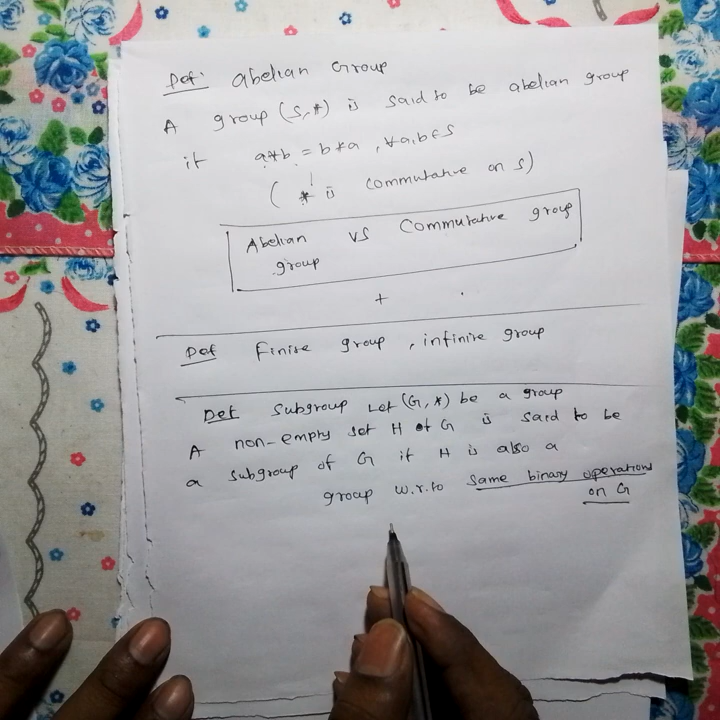 Def: Abelian Group
A group (S,*) is said to be abelian group
if a*b = b*a , ∀a,b∈S
( * is commutative on S)
Abelian vs Commutative group
group
+
Def Finite group , infinite group
Def Subgroup Let (G,*) be a group
A non-empty set H of G is said to be
a subgroup of G if H is also a
group w.r.to same binary operation
on G